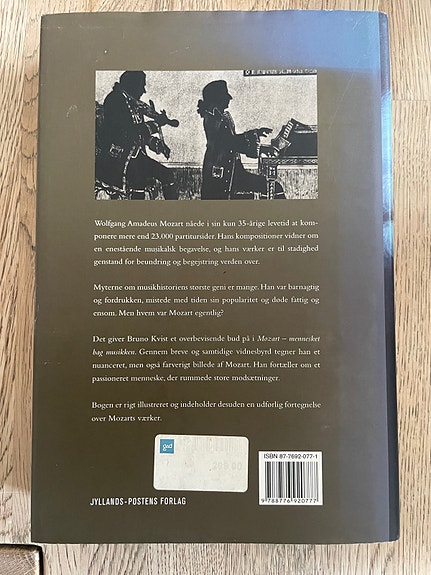 Wolfgang Amadeus Mozart nåede i sin kun 35-årige levetid at kom-
ponere mere end 23.000 partitursider. Hans kompositioner vidner om
en enestående musikalsk begavelse, og hans værker er til stadighed
genstand for beundring og begejstring verden over.
Myterne om musikhistoriens største geni er mange. Han var barnagtig
og fordrukken, mistede med tiden sin popularitet og døde fattig og
ensom. Men hvem var Mozart egentlig?
Det giver Bruno Kvist et overbevisende bud på i Mozart – mennesket
bag musikken. Gennem breve og samtidige vidnesbyrd tegner han et
nuanceret, men også farverigt billede af Mozart. Han fortæller om et
passioneret menneske, der rummede store modsætninger.
Bogen er rigt illustreret og indeholder desuden en udførlig fortegnelse
over Mozarts værker.
gad
ISBN 87-7692-077-1
9 788776 920777
JYLLANDS-POSTENS FORLAG